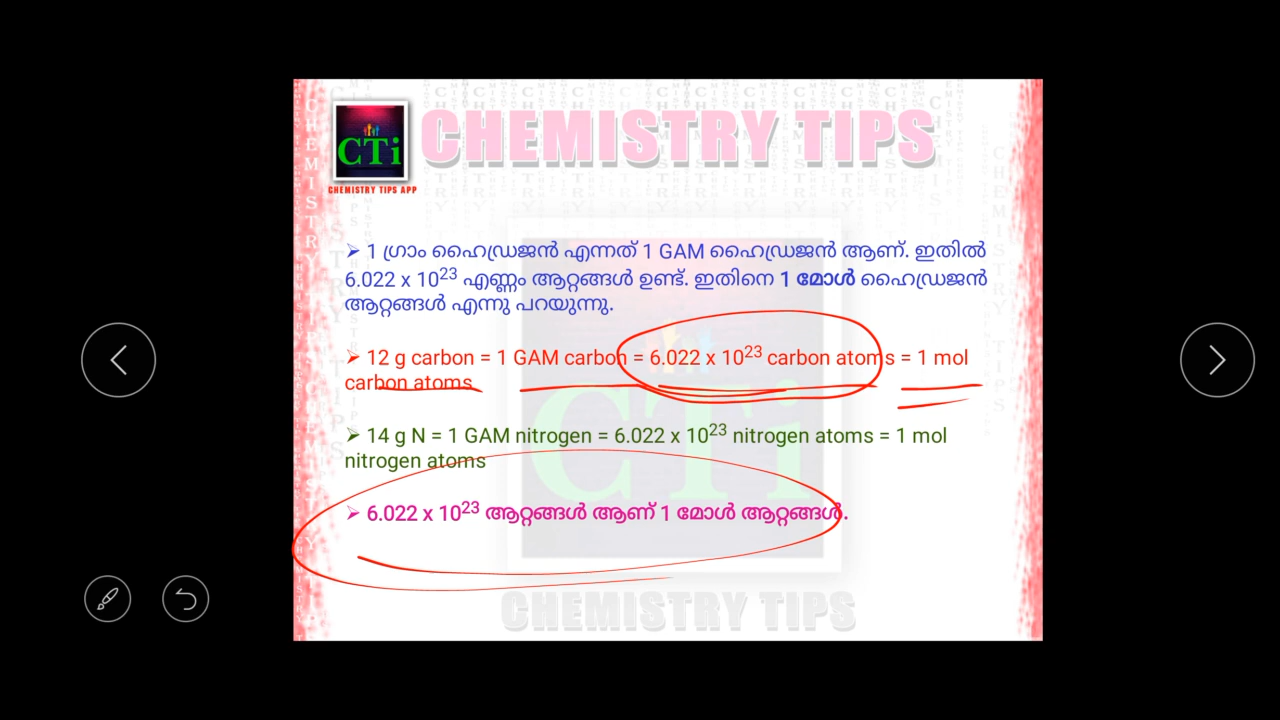 CTi
CHEMISTRY TIPS
CHEMISTRY TIPS APP
➢ 1 ഗ്രാം ഹൈഡ്രജൻ എന്നത് 1 GAM ഹൈഡ്രജൻ ആണ്. ഇതിൽ
6.022 x 10²³ എണ്ണം ആറ്റങ്ങൾ ഉണ്ട്. ഇതിനെ 1 മോൾ ഹൈഡ്രജൻ
ആറ്റങ്ങൾ എന്നു പറയുന്നു.
➢ 12 g carbon = 1 GAM carbon = 6.022 x 10²³ carbon atoms = 1 mol
carbon atoms
➢ 14 g N = 1 GAM nitrogen = 6.022 x 10²³ nitrogen atoms = 1 mol
nitrogen atoms
➢ 6.022 x 10²³ ആറ്റങ്ങൾ ആണ് 1 മോൾ ആറ്റങ്ങൾ.
CTi
CHEMISTRY TIPS